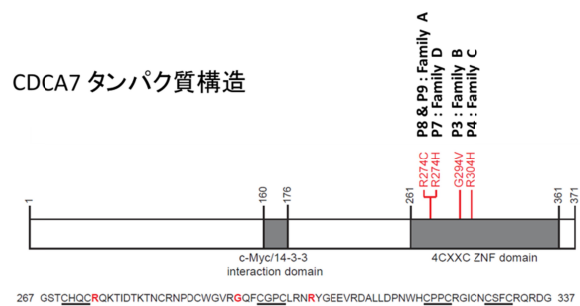 CDCA7 タンパク質構造
P8 & P9 : Family A
P7 : Family D
P3 : Family B
P4 : Family C
R274C
R274H
G294V
R304H
1
160
176
261
361
371
c-Myc/14-3-3
interaction domain
4CXXC ZNF domain
267 GSTCHQCRQKTIDTKTNCRNPDCWGVRGQFCGPCLRNRYGEEVRDALLDPNWHCPPCRGICNCSFCRQRDG 337